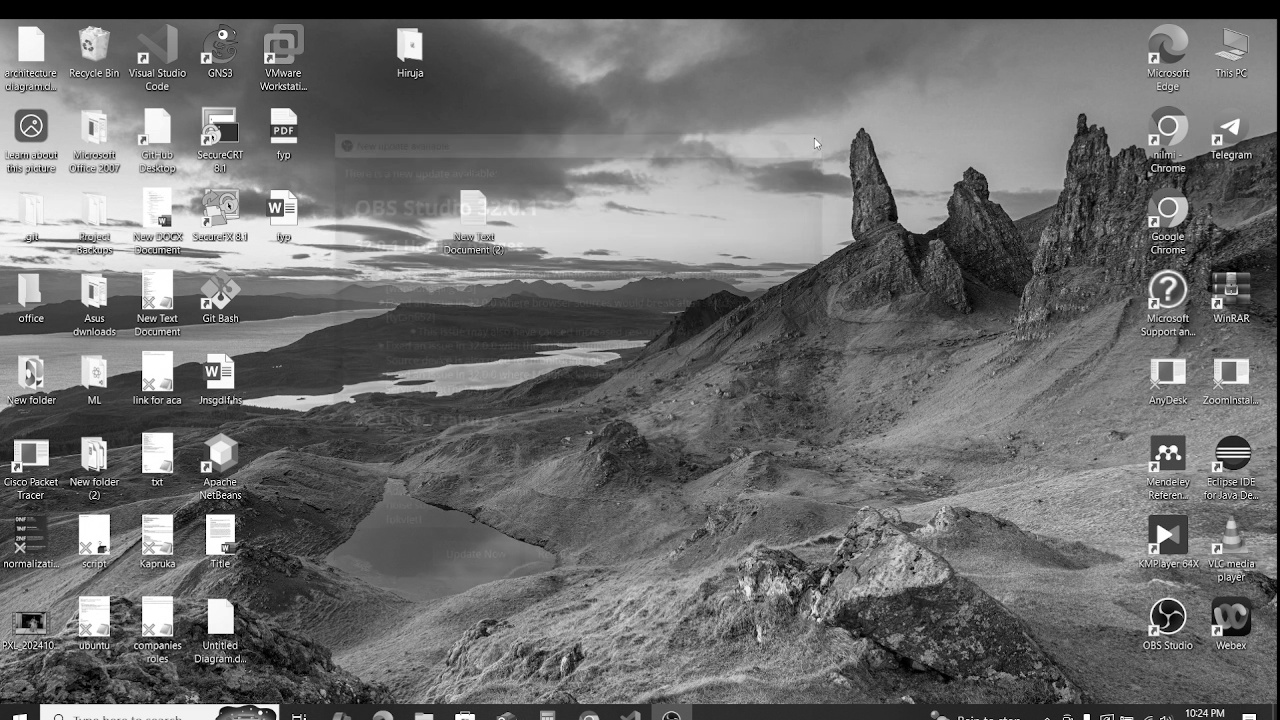 architecture
diagram.d...
Recycle Bin
Visual Studio
Code
GNS3
VMware
Workstati...
Hiruja
Microsoft
Edge
This PC
Learn about
this picture
Microsoft
Office 2007
GitHub
Desktop
SecureCRT
8.1
PDF
fyp
nilmi -
Chrome
Telegram
New update available
There is a new update available:
OBS Studio 32.0.1
.git
Project
Backups
New DOCX
Document
SecureFX 8.1
fyp
New Text
Document (2)
Google
Chrome
office
Asus
dwnloads
New Text
Document
Git Bash
Microsoft
Support an...
WinRAR
New folder
ML
link for aca
Jnsgdlf,hs
AnyDesk
ZoomInstal...
Cisco Packet
Tracer
New folder
(2)
txt
Apache
NetBeans
Mendeley
Referen...
Eclipse IDE
for Java De...
normalizati...
script
Kapruka
Title
Update Now
KMPlayer 64X
VLC media
player
PXL_202410...
ubuntu
companies
roles
Untitled
Diagram.d...
OBS Studio
Webex
Type here to search
Rain to stop
10:24 PM